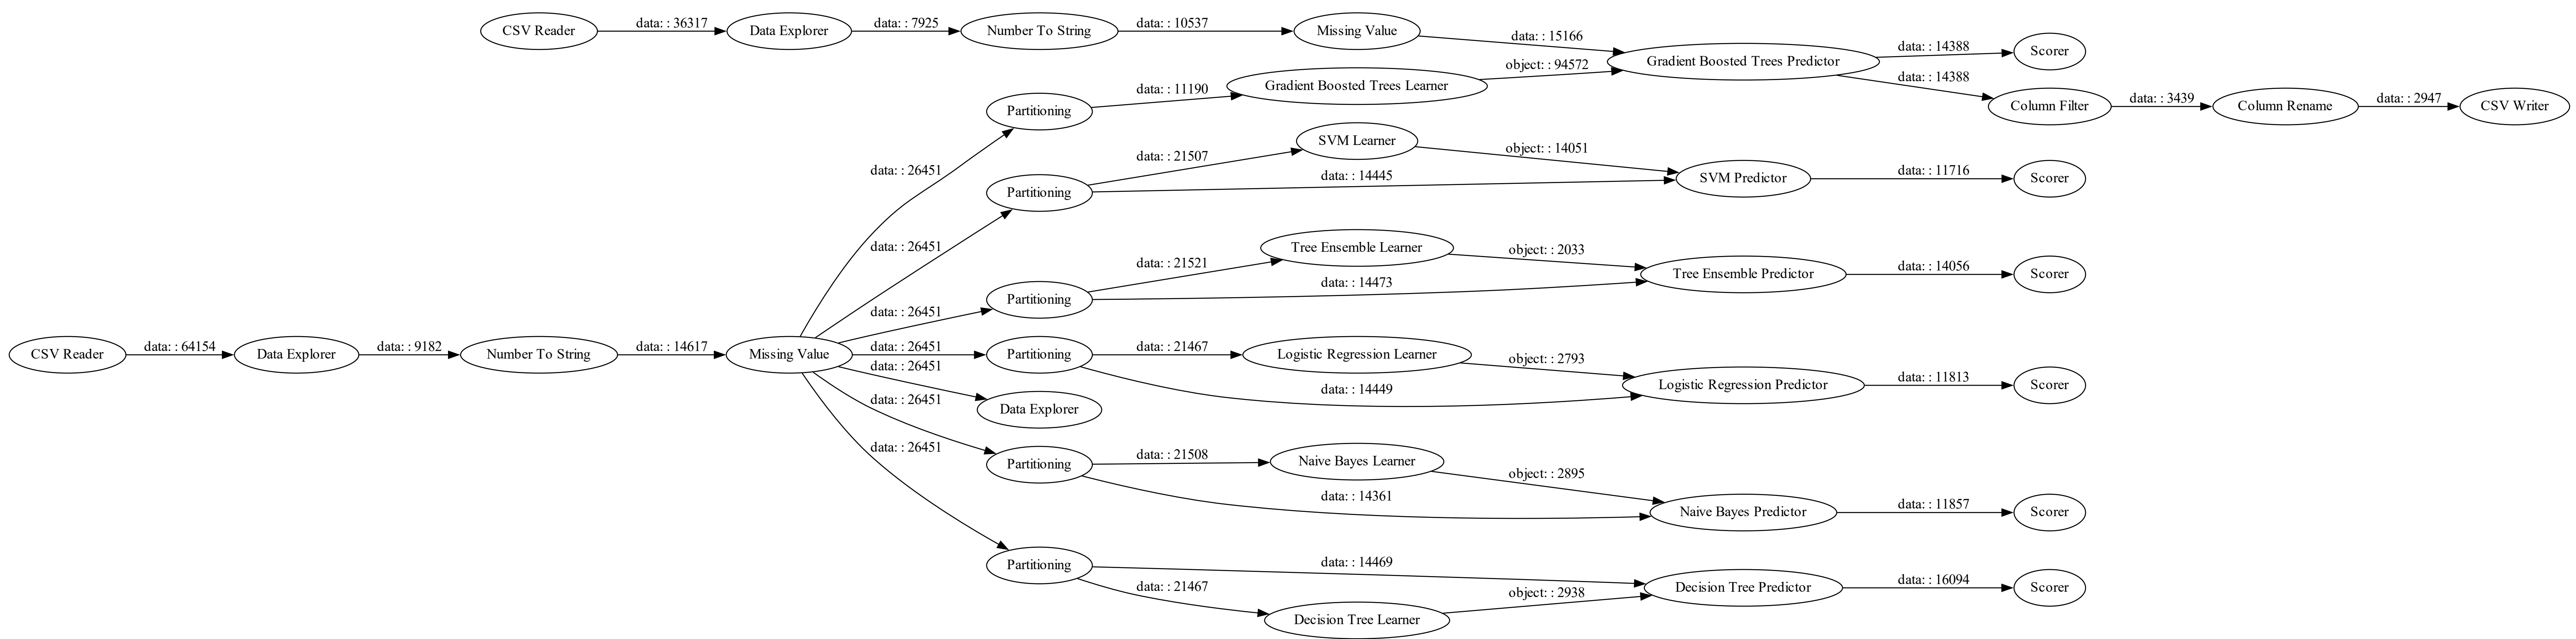 CSV Reader
data: : 36317
Data Explorer
data: : 7925
Number To String
data: : 10537
Missing Value
data: : 15166
Gradient Boosted Trees Predictor
data: : 14388
Scorer
data: : 14388
Column Filter
data: : 3439
Column Rename
data: : 2947
CSV Writer
Partitioning
data: : 11190
Gradient Boosted Trees Learner
object: : 94572
data: : 26451
Partitioning
data: : 21507
SVM Learner
object: : 14051
data: : 14445
SVM Predictor
data: : 11716
Scorer
data: : 26451
Partitioning
data: : 21521
Tree Ensemble Learner
object: : 2033
data: : 14473
Tree Ensemble Predictor
data: : 14056
Scorer
data: : 26451
CSV Reader
data: : 64154
Data Explorer
data: : 9182
Number To String
data: : 14617
Missing Value
data: : 26451
Partitioning
data: : 21467
Logistic Regression Learner
object: : 2793
data: : 14449
Logistic Regression Predictor
data: : 11813
Scorer
data: : 26451
Data Explorer
data: : 26451
Partitioning
data: : 21508
Naive Bayes Learner
object: : 2895
data: : 14361
Naive Bayes Predictor
data: : 11857
Scorer
data: : 26451
Partitioning
data: : 14469
data: : 21467
Decision Tree Learner
object: : 2938
Decision Tree Predictor
data: : 16094
Scorer